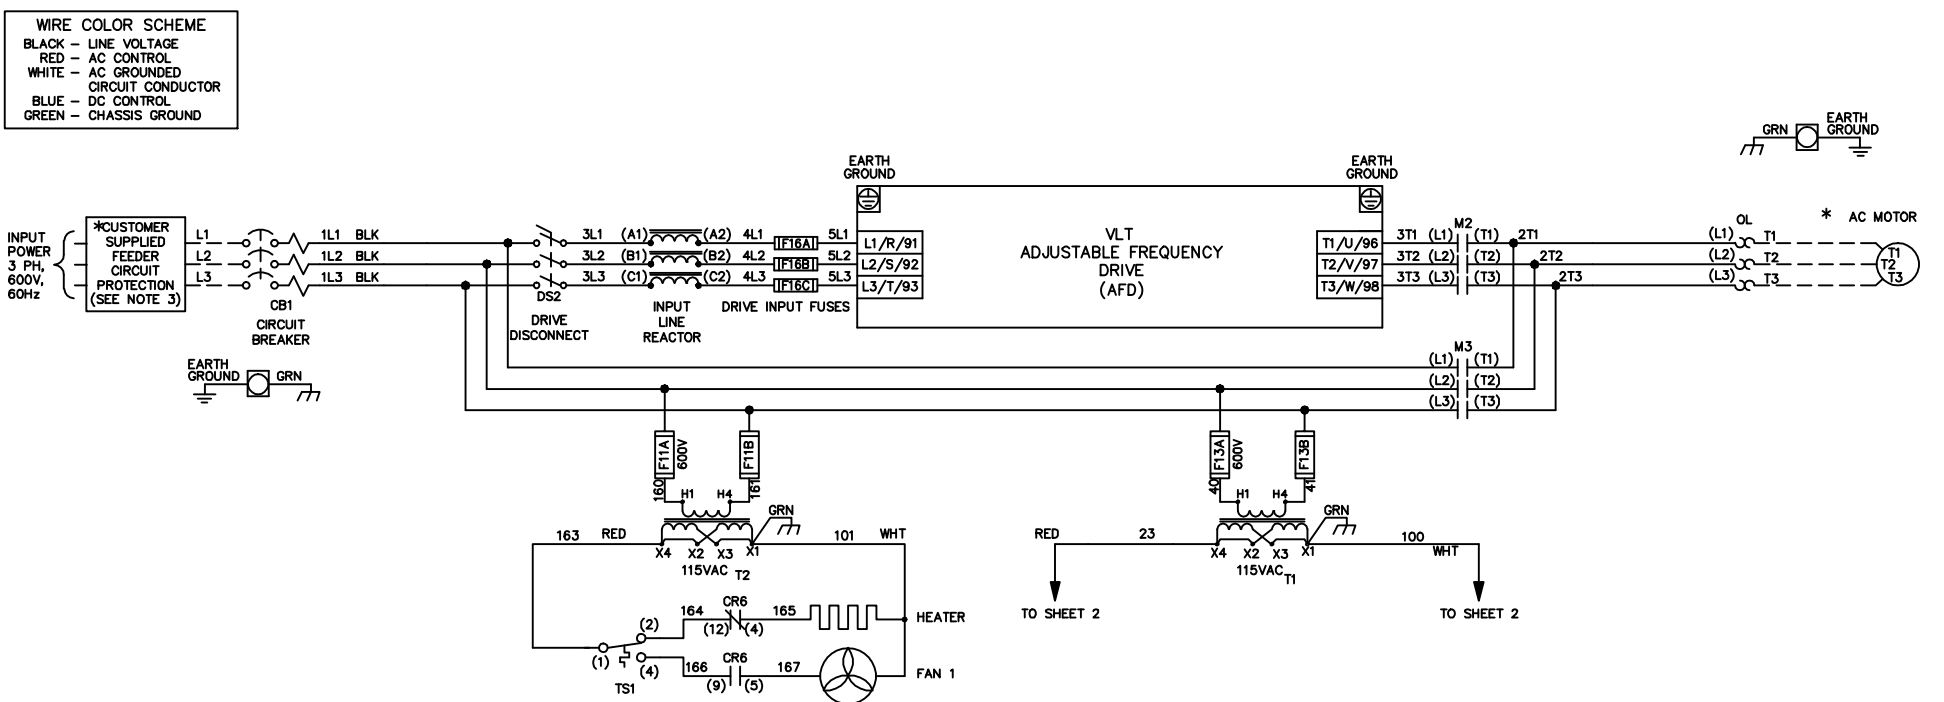 WIRE COLOR SCHEME
BLACK – LINE VOLTAGE
RED – AC CONTROL
WHITE – AC GROUNDED
CIRCUIT CONDUCTOR
BLUE – DC CONTROL
GREEN – CHASSIS GROUND
GRN
EARTH
GROUND
INPUT
POWER
3 PH,
600V,
60Hz
*CUSTOMER
SUPPLIED
FEEDER
CIRCUIT
PROTECTION
(SEE NOTE 3)
L1
L2
L3
CB1
CIRCUIT
BREAKER
1L1 BLK
1L2 BLK
1L3 BLK
EARTH
GROUND
GRN
DS2
DRIVE
DISCONNECT
3L1 (A1) (A2) 4L1 F16A 5L1
3L2 (B1) (B2) 4L2 F16B 5L2
3L3 (C1) (C2) 4L3 F16C 5L3
INPUT
LINE
REACTOR
DRIVE INPUT FUSES
EARTH
GROUND
L1/R/91
L2/S/92
L3/T/93
VLT
ADJUSTABLE FREQUENCY
DRIVE
(AFD)
EARTH
GROUND
T1/U/96
T2/V/97
T3/W/98
M2
3T1 (L1) (T1) 2T1
3T2 (L2) (T2) 2T2
3T3 (L3) (T3) 2T3
M3
(L1) (T1)
(L2) (T2)
(L3) (T3)
OL
(L1) T1
(L2) T2
(L3) T3
* AC MOTOR
T1
T2
T3
F11A
600V
F11B
160
161
H1 H4
GRN
163 RED
X4 X2 X3 X1
101 WHT
115VAC T2
F13A
600V
F13B
40
41
H1 H4
GRN
RED 23
X4 X2 X3 X1
100
WHT
115VAC T1
TO SHEET 2
TO SHEET 2
164 CR6 165
(12) (4)
HEATER
(2)
(1)
(4)
TS1
166 CR6 167
(9) (5)
FAN 1